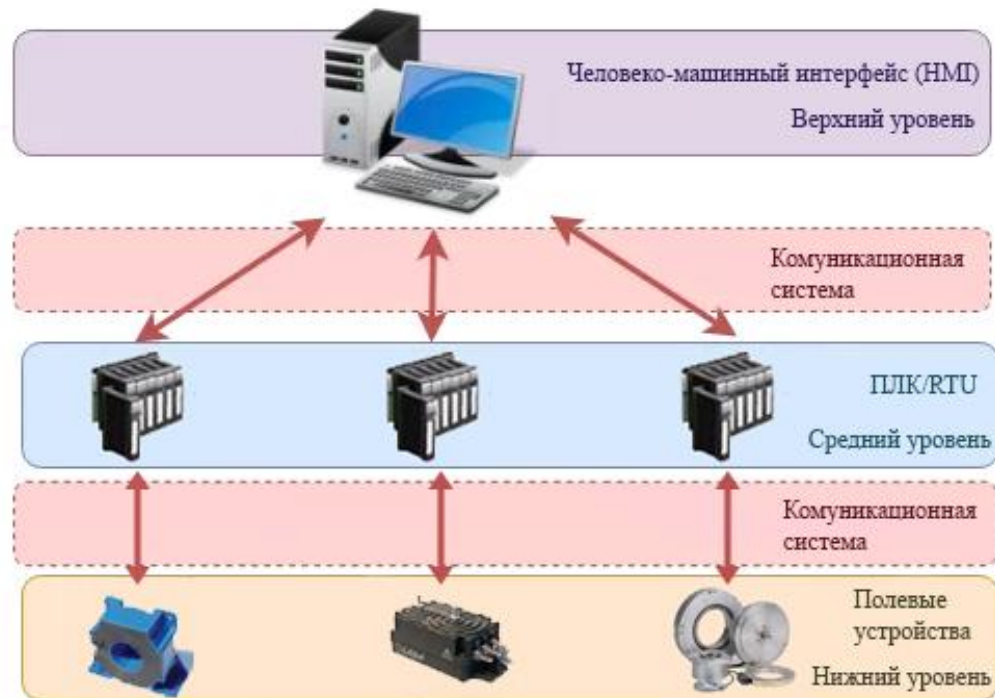 Человеко-машинный интерфейс (HMI)
Верхний уровень
Комуникационная
система
ПЛК/RTU
Средний уровень
Комуникационная
система
Полевые
устройства
Нижний уровень